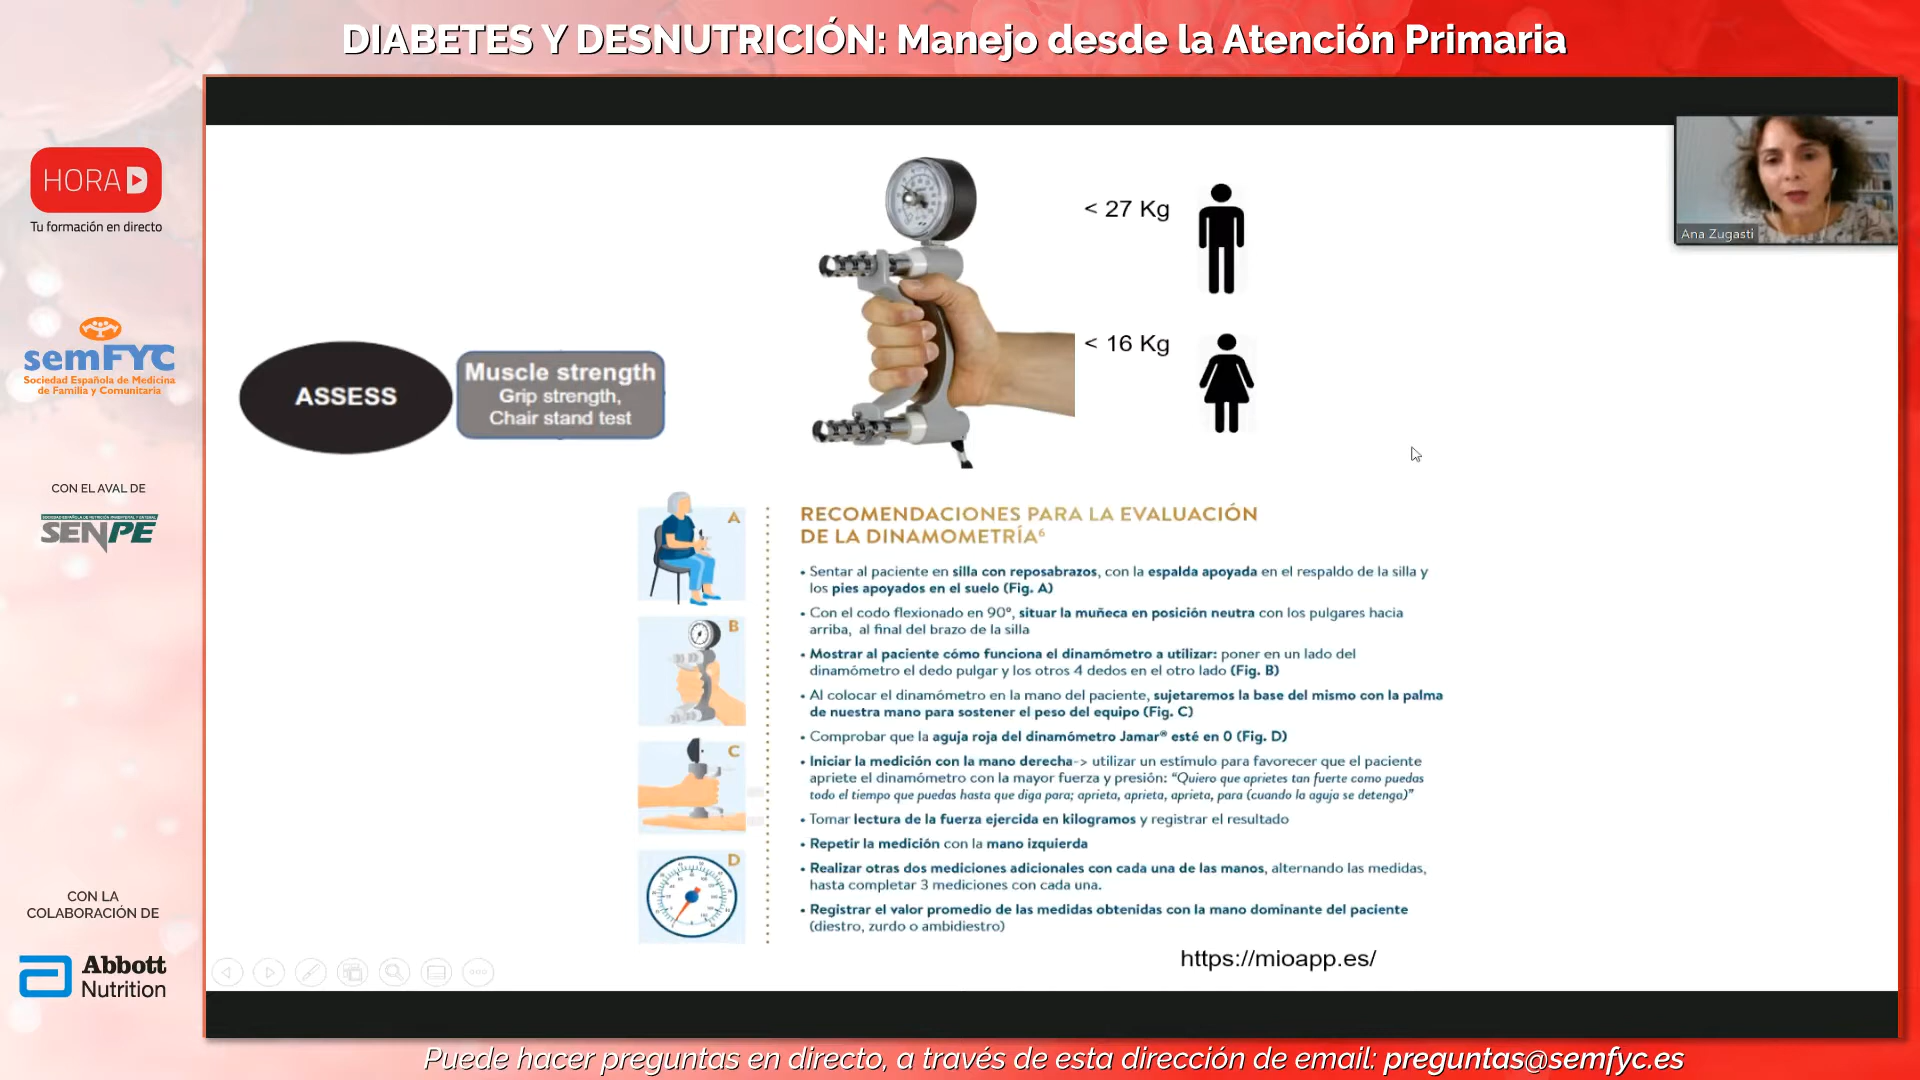 DIABETES Y DESNUTRICIÓN: Manejo desde la Atención Primaria
HORA D
Tu formación en directo
semFYC
Sociedad Española de Medicina
de Familia y Comunitaria
CON EL AVAL DE
SENPE
CON LA
COLABORACIÓN DE
Abbott
Nutrition
ASSESS
Muscle strength
Grip strength,
Chair stand test
< 27 Kg
< 16 Kg
Ana Zugasti
A
B
C
D
RECOMENDACIONES PARA LA EVALUACIÓN
DE LA DINAMOMETRÍA⁶
• Sentar al paciente en silla con reposabrazos, con la espalda apoyada en el respaldo de la silla y
los pies apoyados en el suelo (Fig. A)
• Con el codo flexionado en 90º, situar la muñeca en posición neutra con los pulgares hacia
arriba, al final del brazo de la silla
• Mostrar al paciente cómo funciona el dinamómetro a utilizar: poner en un lado del
dinamómetro el dedo pulgar y los otros 4 dedos en el otro lado (Fig. B)
• Al colocar el dinamómetro en la mano del paciente, sujetaremos la base del mismo con la palma
de nuestra mano para sostener el peso del equipo (Fig. C)
• Comprobar que la aguja roja del dinamómetro Jamar® esté en 0 (Fig. D)
• Iniciar la medición con la mano derecha-> utilizar un estímulo para favorecer que el paciente
apriete el dinamómetro con la mayor fuerza y presión: “Quiero que aprietes tan fuerte como puedas
todo el tiempo que puedas hasta que diga para; aprieta, aprieta, aprieta, para (cuando la aguja se detenga)”
• Tomar lectura de la fuerza ejercida en kilogramos y registrar el resultado
• Repetir la medición con la mano izquierda
• Realizar otras dos mediciones adicionales con cada una de las manos, alternando las medidas,
hasta completar 3 mediciones con cada una.
• Registrar el valor promedio de las medidas obtenidas con la mano dominante del paciente
(diestro, zurdo o ambidiestro)
https://mioapp.es/
Puede hacer preguntas en directo, a través de esta dirección de email: preguntas@semfyc.es